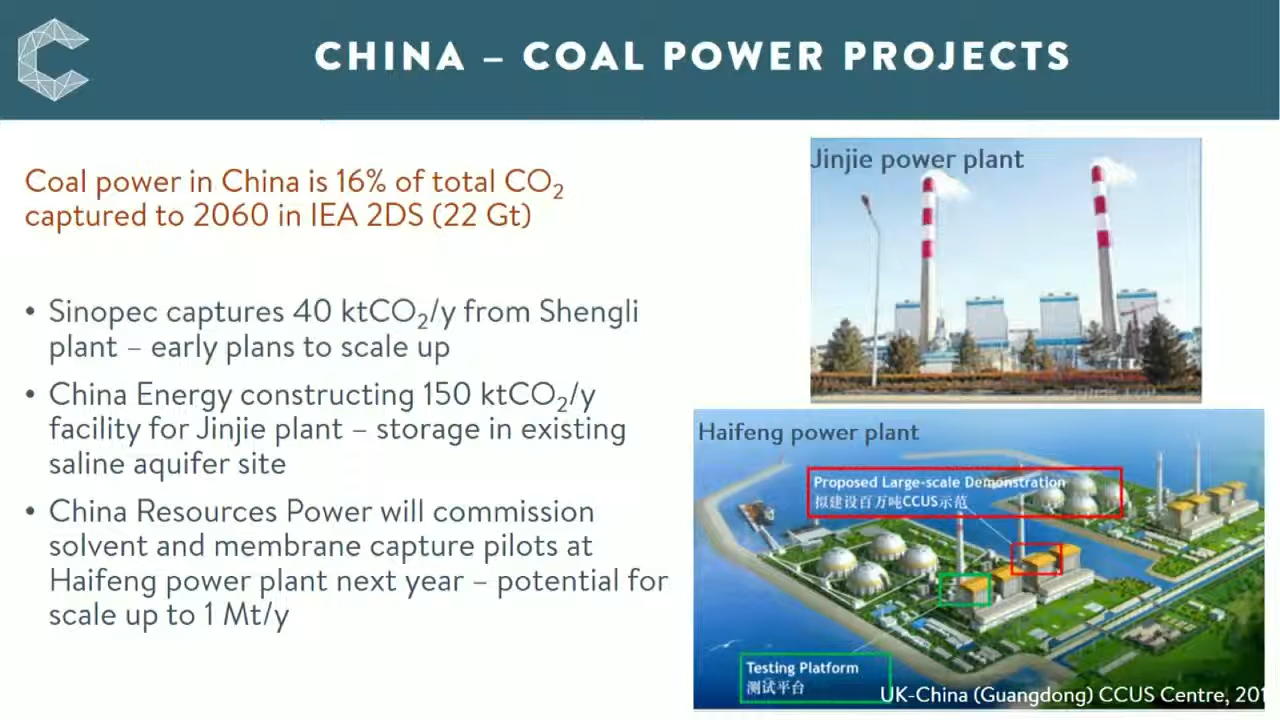 CHINA – COAL POWER PROJECTS
Coal power in China is 16% of total CO₂
captured to 2060 in IEA 2DS (22 Gt)
• Sinopec captures 40 ktCO₂/y from Shengli
plant – early plans to scale up
• China Energy constructing 150 ktCO₂/y
facility for Jinjie plant – storage in existing
saline aquifer site
• China Resources Power will commission
solvent and membrane capture pilots at
Haifeng power plant next year – potential for
scale up to 1 Mt/y
Jinjie power plant
Haifeng power plant
Proposed Large-scale Demonstration
拟建设百万吨CCUS示范
Testing Platform
测试平台
UK-China (Guangdong) CCUS Centre,